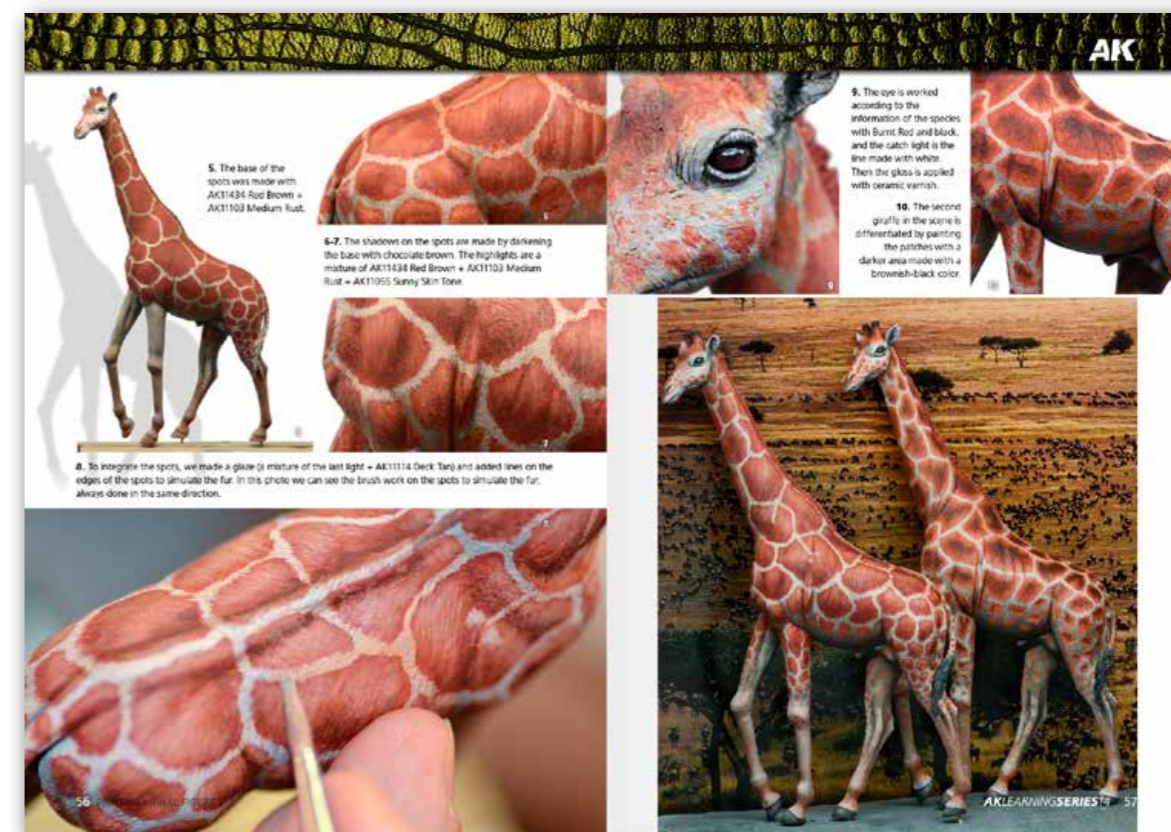 AK
5. The base of the
spots was made with
AK11434 Red Brown +
AK11103 Medium Rust.
6-7. The shadows on the spots are made by darkening
the base with chocolate brown. The highlights are a
mixture of AK11434 Red Brown + AK11103 Medium
Rust + AK11055 Sunny Skin Tone.
8. To integrate the spots, we made a glaze (a mixture of the last light + AK11114 Deck Tan) and added lines on the
edges of the spots to simulate the fur. In this photo we can see the brush work on the spots to simulate the fur,
always done in the same direction.
9. The eye is worked
according to the
information of the species
with Burnt Red and black,
and the catch light is the
line made with white.
Then the gloss is applied
with ceramic varnish.
10. The second
giraffe in the scene is
differentiated by painting
the patches with a
darker area made with a
brownish-black color.
7
9
10
8
56
AKLEARNINGSERIES14 57